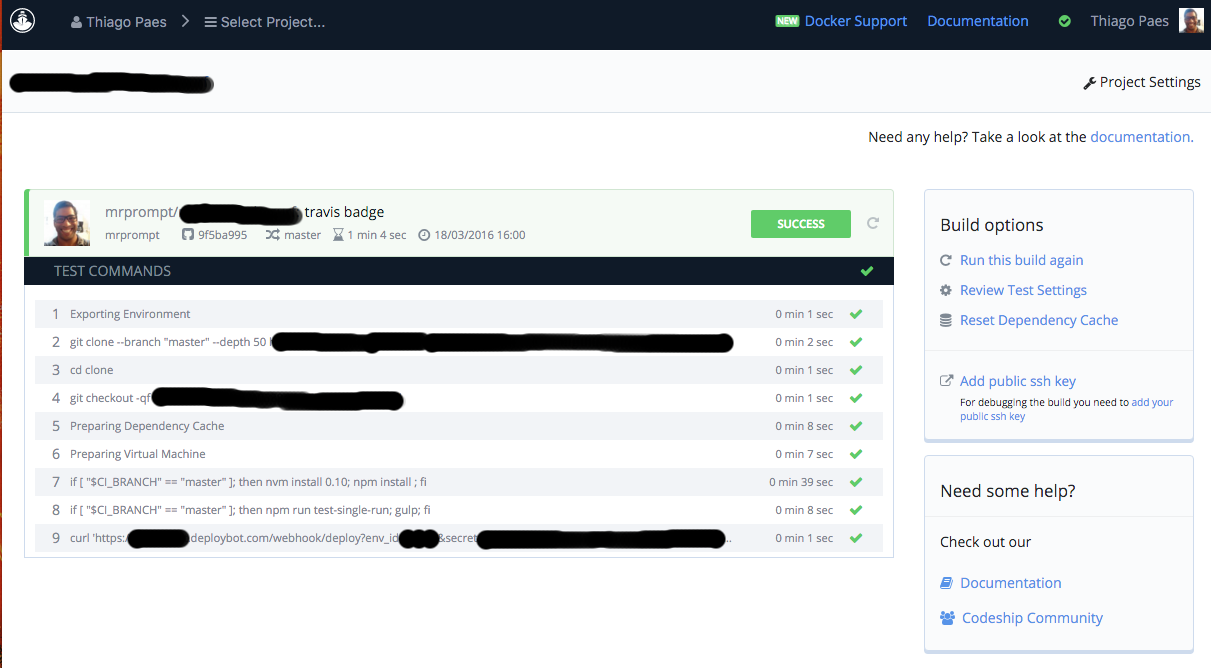 Thiago Paes Select Project... NEW Docker Support Documentation Thiago Paes
Project Settings
Need any help? Take a look at the documentation.
mrprompt/ travis badge
mrprompt 9f5ba995 master 1 min 4 sec 18/03/2016 16:00
SUCCESS
TEST COMMANDS
1 Exporting Environment 0 min 1 sec
2 git clone --branch "master" --depth 50 0 min 2 sec
3 cd clone 0 min 1 sec
4 git checkout -qf 0 min 1 sec
5 Preparing Dependency Cache 0 min 8 sec
6 Preparing Virtual Machine 0 min 7 sec
7 if [ "$CI_BRANCH" == "master" ]; then nvm install 0.10; npm install ; fi 0 min 39 sec
8 if [ "$CI_BRANCH" == "master" ]; then npm run test-single-run; gulp; fi 0 min 8 sec
9 curl 'https: deploybot.com/webhook/deploy?env_id &secret .. 0 min 1 sec
Build options
Run this build again
Review Test Settings
Reset Dependency Cache
Add public ssh key
For debugging the build you need to add your
public ssh key
Need some help?
Check out our
Documentation
Codeship Community